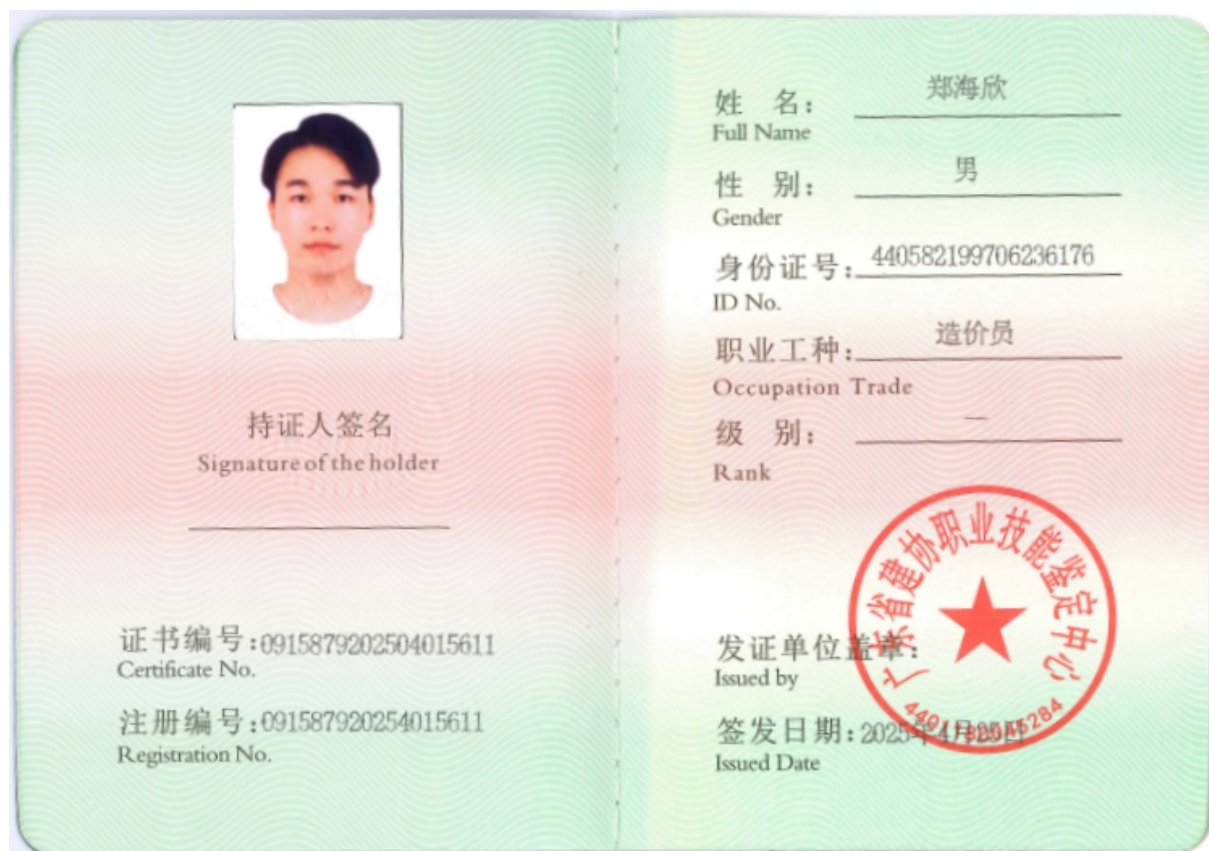 持证人签名
Signature of the holder
证书编号:0915879202504015611
Certificate No.
注册编号:091587920254015611
Registration No.
姓 名: 郑海欣
Full Name
性 别: 男
Gender
身份证号: 440582199706236176
ID No.
职业工种: 造价员
Occupation Trade
级 别: 一
Rank
广东省建协职业技能鉴定中心
发证单位盖章:
Issued by
签发日期:2025年4月25日
Issued Date